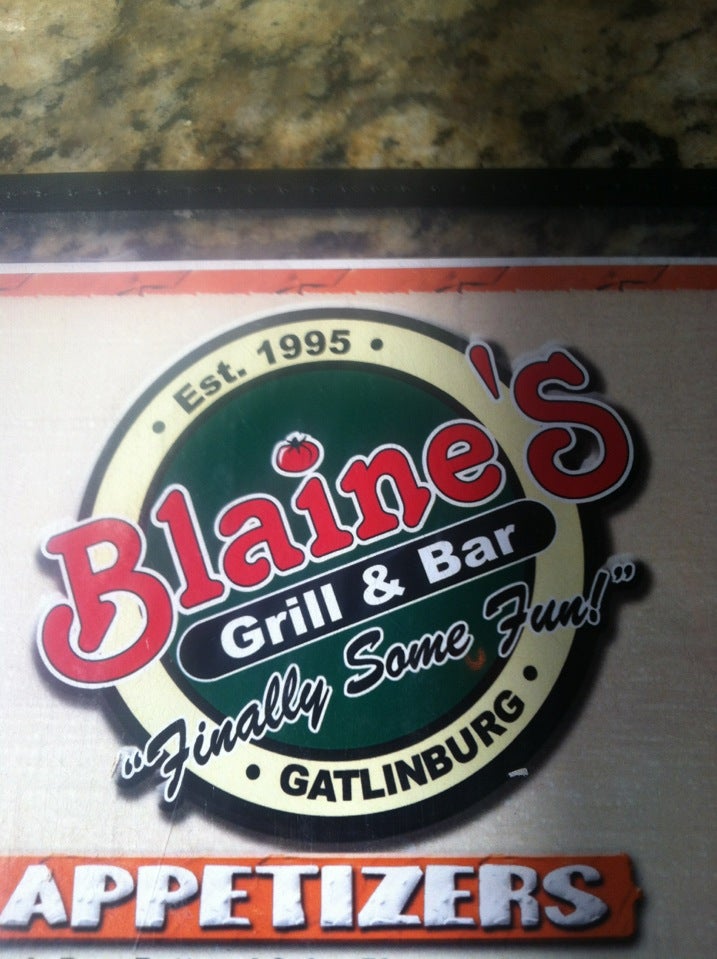 Est. 1995
Blaine's
Grill & Bar
"Finally Some Fun!"
GATLINBURG
APPETIZERS